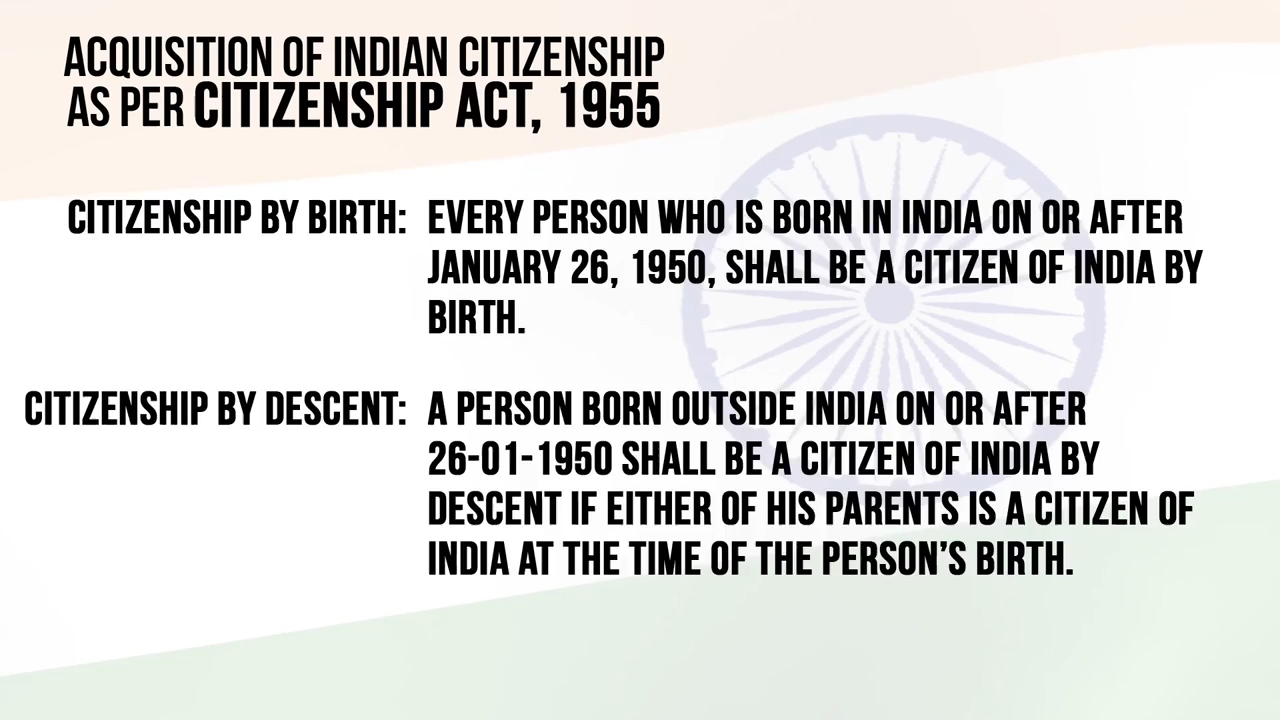 ACQUISITION OF INDIAN CITIZENSHIP
AS PER CITIZENSHIP ACT, 1955
CITIZENSHIP BY BIRTH: EVERY PERSON WHO IS BORN IN INDIA ON OR AFTER
JANUARY 26, 1950, SHALL BE A CITIZEN OF INDIA BY
BIRTH.
CITIZENSHIP BY DESCENT: A PERSON BORN OUTSIDE INDIA ON OR AFTER
26-01-1950 SHALL BE A CITIZEN OF INDIA BY
DESCENT IF EITHER OF HIS PARENTS IS A CITIZEN OF
INDIA AT THE TIME OF THE PERSON'S BIRTH.